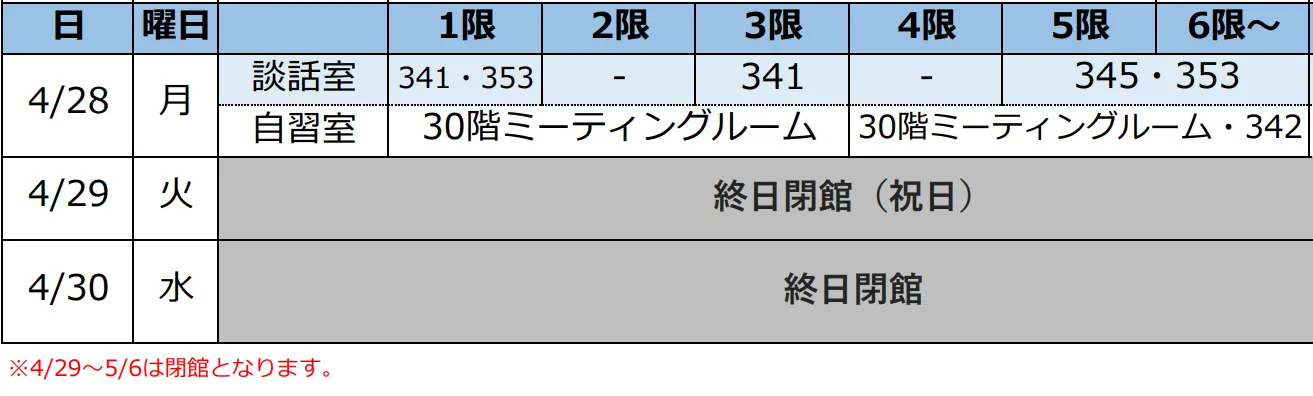 日 曜日 1限 2限 3限 4限 5限 6限～
4/28 月 談話室 341・353 - 341 - 345・353
自習室 30階ミーティングルーム 30階ミーティングルーム・342
4/29 火 終日閉館（祝日）
4/30 水 終日閉館
※4/29～5/6は閉館となります。